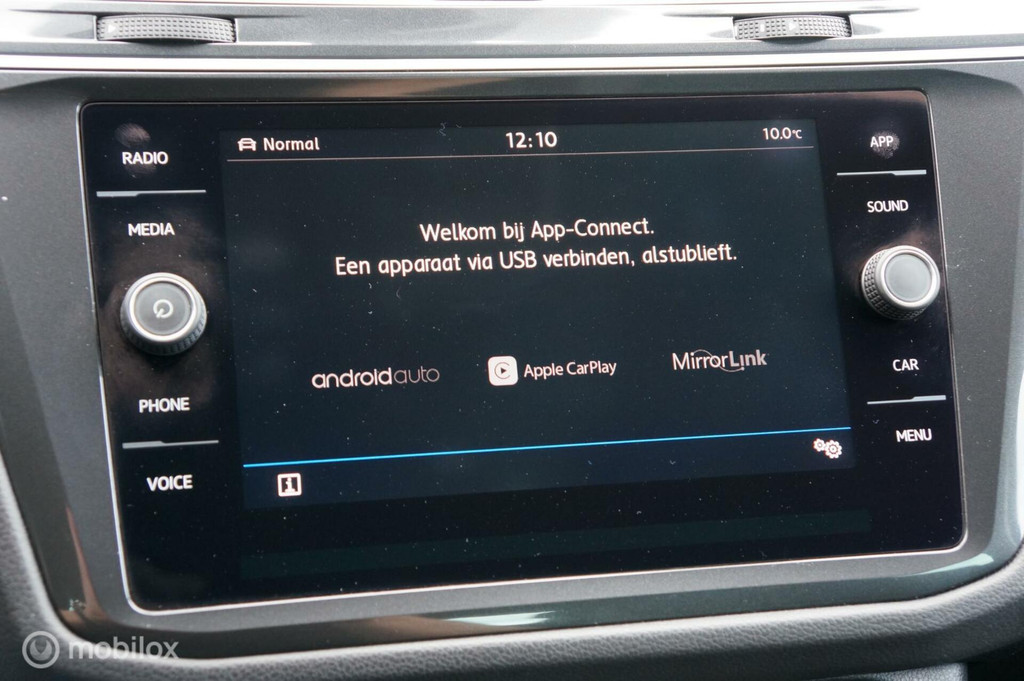 RADIO
MEDIA
PHONE
VOICE
Normal 12:10 10.0°C
Welkom bij App-Connect.
Een apparaat via USB verbinden, alstublieft.
androidauto Apple CarPlay MirrorLink
i
APP
SOUND
CAR
MENU
mobilox